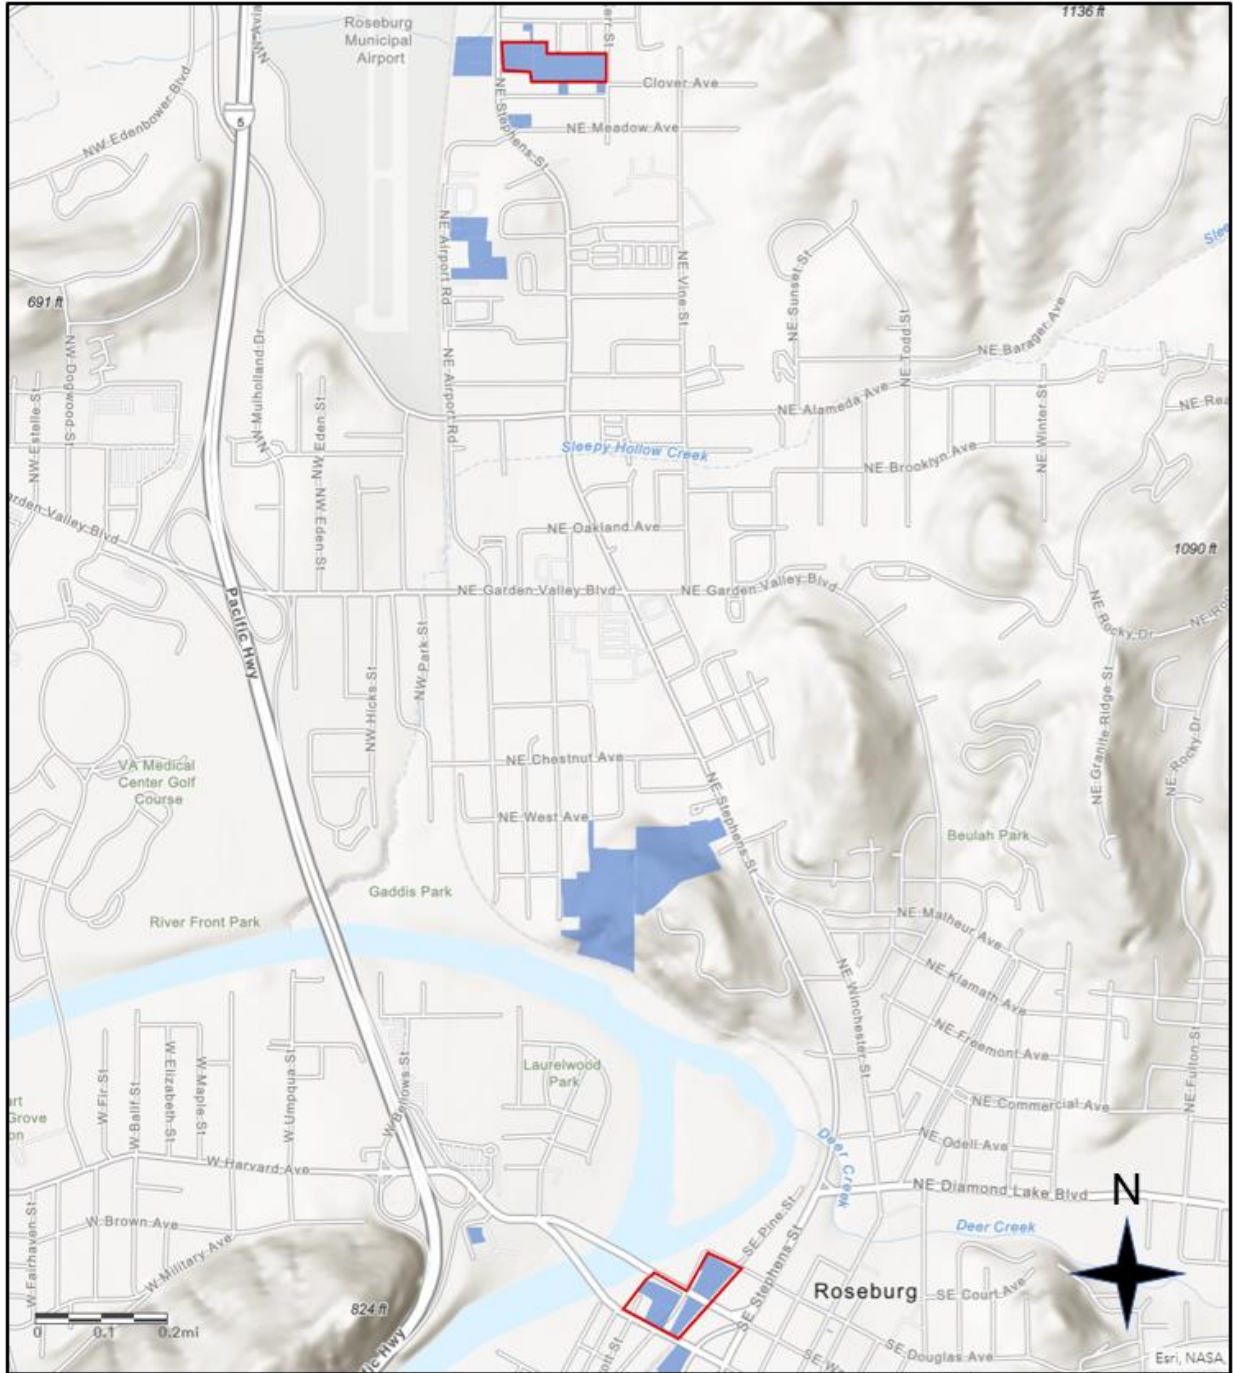 1136 ft
Roseburg
Municipal
Airport
Clover Ave
NE Stephens St
NE Meadow Ave
NW Edenbower Blvd
5
NE Airport Rd
NE Vine St
NE Sunset St
NE Todd St
NE Barager Ave
691 ft
NW Dogwood St
NW Estelle St
NE Airport Rd
NE Alameda Ave
NE Winter St
Sleepy Hollow Creek
NE Brooklyn Ave
NW Eden St
NW Eden St
NE Oakland Ave
1090 ft
NE Garden Valley Blvd
NE Garden Valley Blvd
Pacific Hwy
NW Park St
NW Hicks St
NE Rocky Dr
NE Granite Ridge St
NE Rocky Dr
VA Medical
Center Golf
Course
NE Chestnut Ave
NE West Ave
NE Stephens St
Beulah Park
Gaddis Park
River Front Park
NE Malheur Ave
NE Klamath Ave
NE Winchester St
NE Freemont Ave
NE Fulton St
Laurelwood
Park
W Fir St
W Ballf St
W Elizabeth St
W Maple St
W Umpqua St
W Bellows St
NE Commercial Ave
NE Odell Ave
Deer Creek
W Harvard Ave
NE Diamond Lake Blvd
N
W Fairhaven St
W Brown Ave
W Military Ave
SE Pine St
SE Stephens St
Deer Creek
Roseburg
SE Court Ave
824 ft
0 0.1 0.2mi
SE Douglas Ave
Esri, NASA,